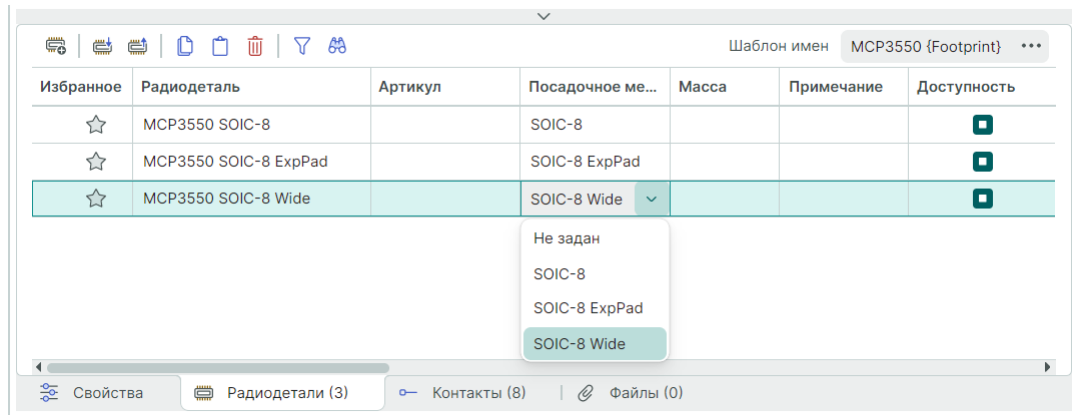 Шаблон имен MCP3550 {Footprint} •••
Избранное Радиодеталь Артикул Посадочное ме... Масса Примечание Доступность
MCP3550 SOIC-8 SOIC-8
MCP3550 SOIC-8 ExpPad SOIC-8 ExpPad
MCP3550 SOIC-8 Wide SOIC-8 Wide
Не задан
SOIC-8
SOIC-8 ExpPad
SOIC-8 Wide
Свойства Радиодетали (3) Контакты (8) Файлы (0)